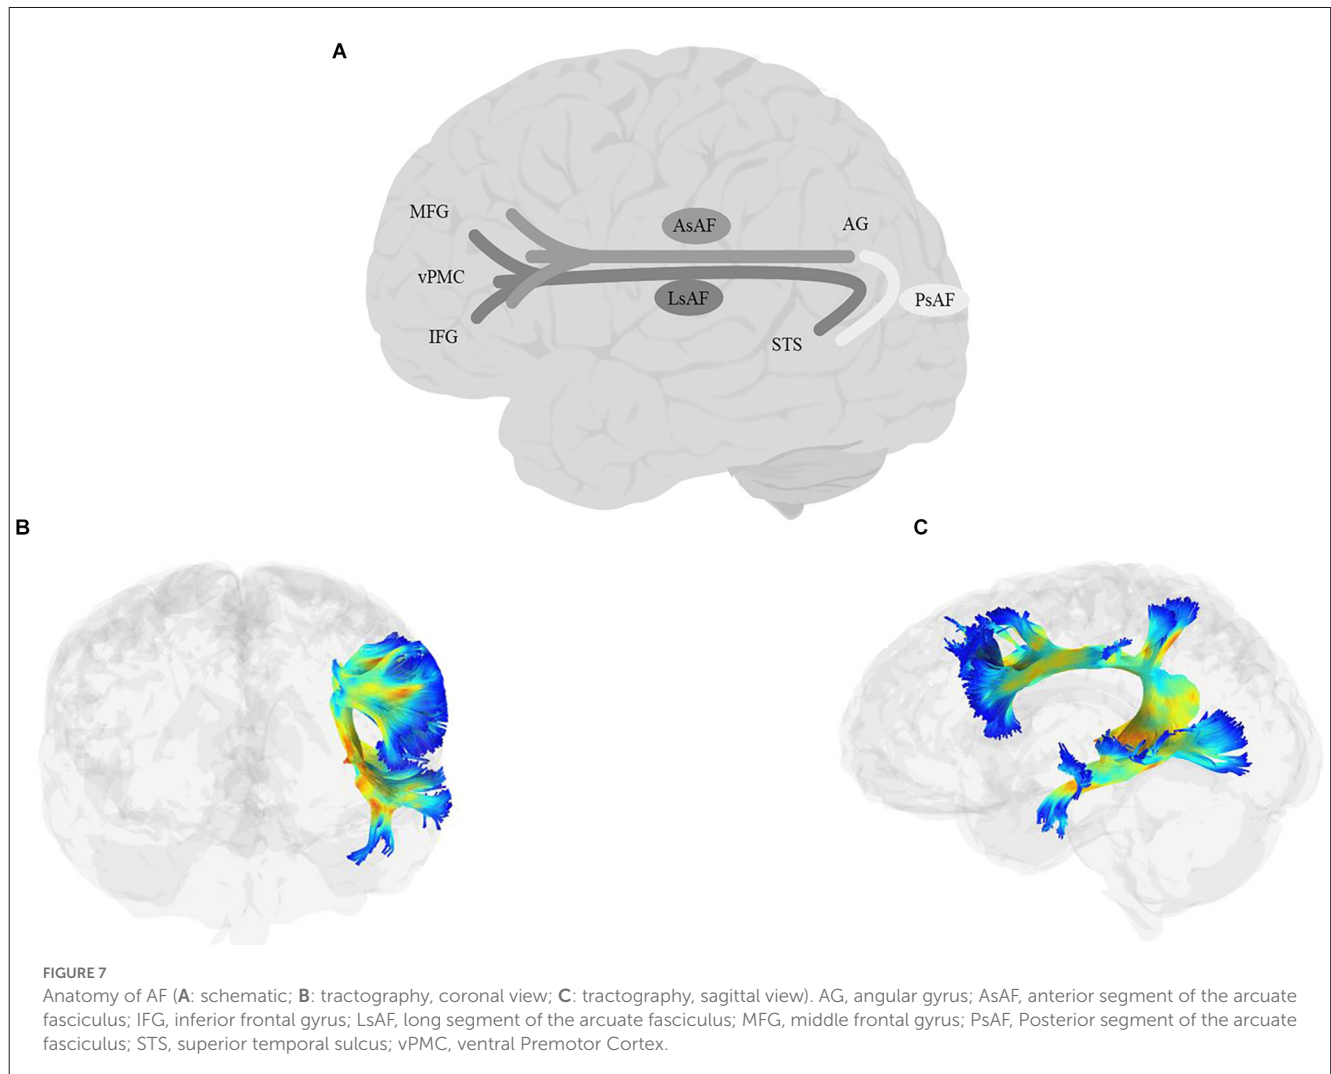 A
MFG
AsAF
AG
vPMC
LsAF
PsAF
IFG
STS
B
C
FIGURE 7
Anatomy of AF (A: schematic; B: tractography, coronal view; C: tractography, sagittal view). AG, angular gyrus; AsAF, anterior segment of the arcuate
fasciculus; IFG, inferior frontal gyrus; LsAF, long segment of the arcuate fasciculus; MFG, middle frontal gyrus; PsAF, Posterior segment of the arcuate
fasciculus; STS, superior temporal sulcus; vPMC, ventral Premotor Cortex.